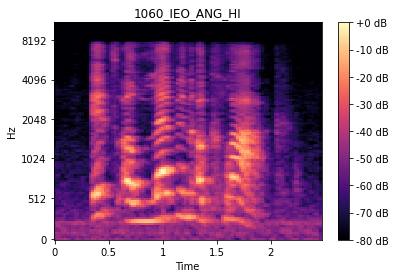 1060_IEO_ANG_HI
8192
4096
2048
1024
512
0
Hz
0
0.5
1
1.5
2
Time
+0 dB
-10 dB
-20 dB
-30 dB
-40 dB
-50 dB
-60 dB
-70 dB
-80 dB